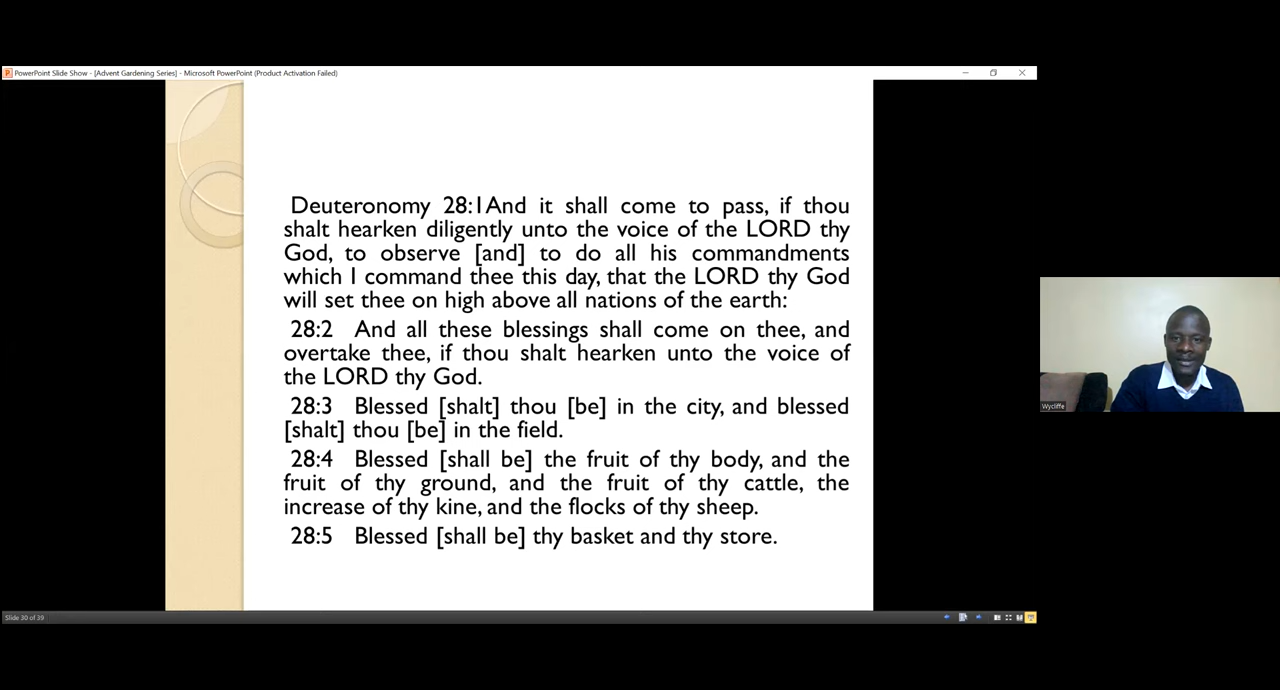 PowerPoint Slide Show - [Advent Gardening Series] - Microsoft PowerPoint (Product Activation Failed)
Deuteronomy 28:1And it shall come to pass, if thou
shalt hearken diligently unto the voice of the LORD thy
God, to observe [and] to do all his commandments
which I command thee this day, that the LORD thy God
will set thee on high above all nations of the earth:
28:2 And all these blessings shall come on thee, and
overtake thee, if thou shalt hearken unto the voice of
the LORD thy God.
28:3 Blessed [shalt] thou [be] in the city, and blessed
[shalt] thou [be] in the field.
28:4 Blessed [shall be] the fruit of thy body, and the
fruit of thy ground, and the fruit of thy cattle, the
increase of thy kine, and the flocks of thy sheep.
28:5 Blessed [shall be] thy basket and thy store.
Wycliffe
Slide 30 of 39